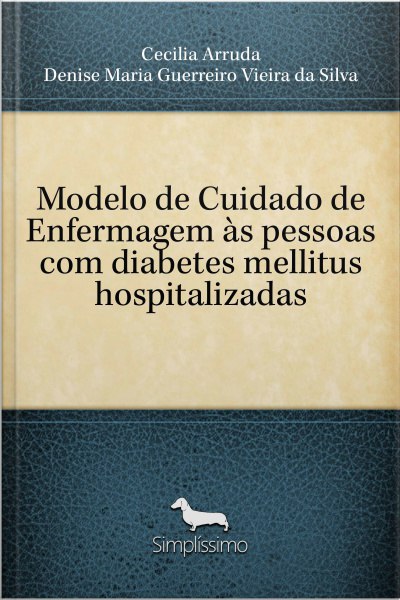 Cecilia Arruda
Denise Maria Guerreiro Vieira da Silva
Modelo de Cuidado de
Enfermagem às pessoas
com diabetes mellitus
hospitalizadas
Simplíssimo